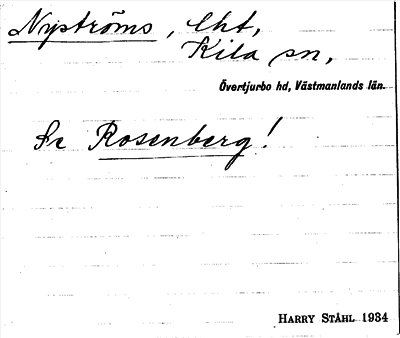 Nyströms, lht,
Kila sn,
Övertjurbo hd, Västmanlands län.
Se Rosenberg!
HARRY STÅHL 1934